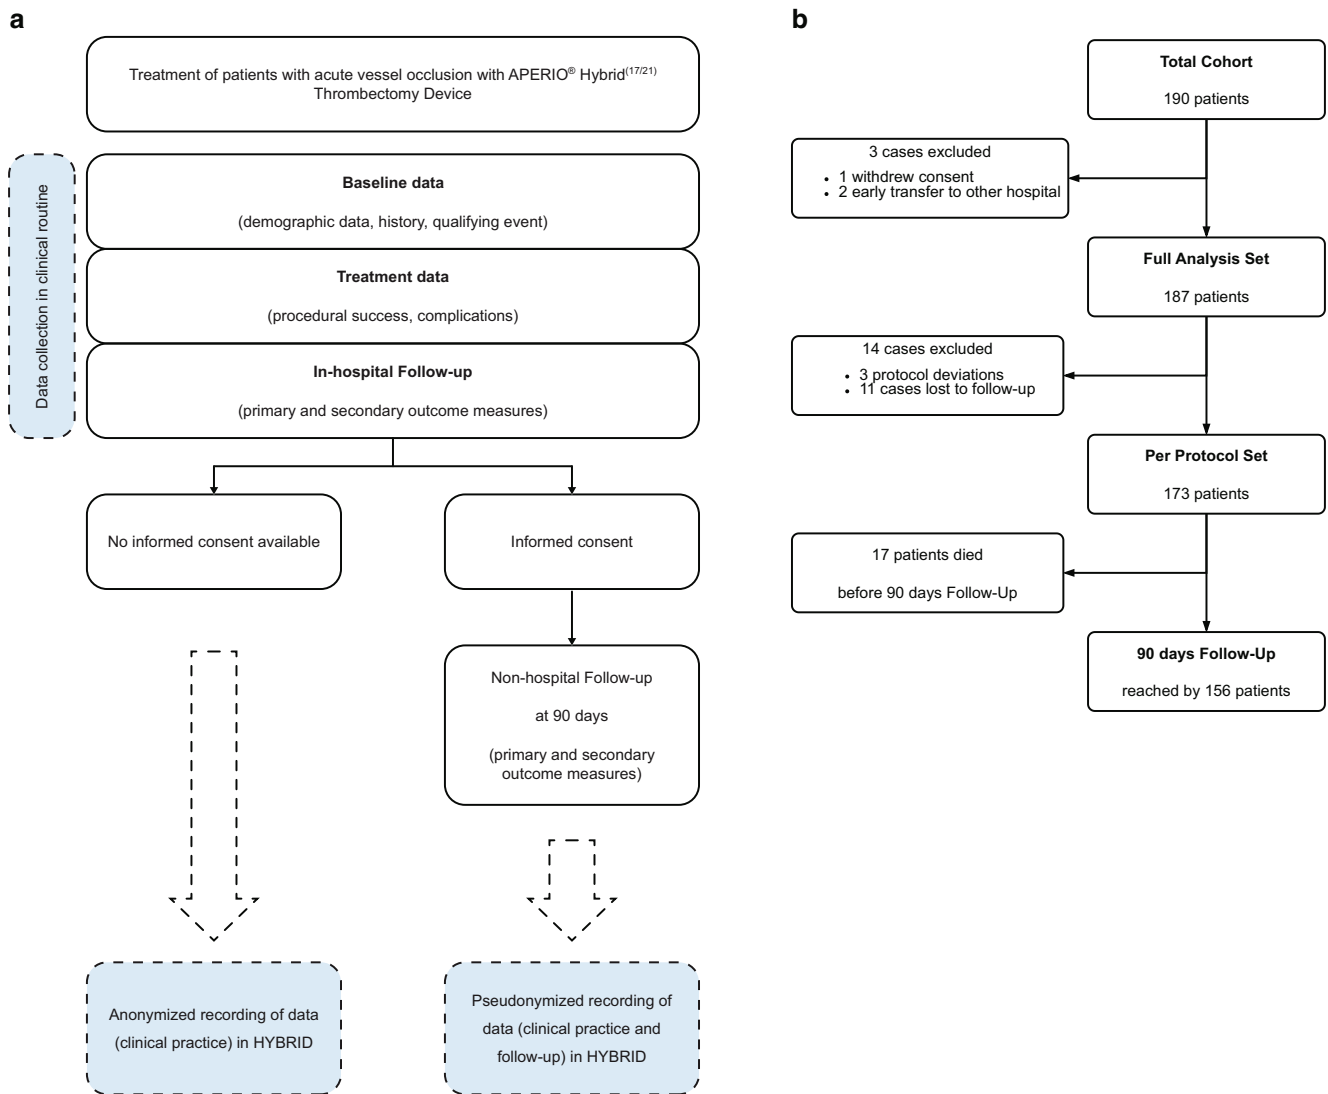 a
Treatment of patients with acute vessel occlusion with APERIO® Hybrid(17/21)
Thrombectomy Device
Data collection in clinical routine
Baseline data
(demographic data, history, qualifying event)
Treatment data
(procedural success, complications)
In-hospital Follow-up
(primary and secondary outcome measures)
No informed consent available
Informed consent
Non-hospital Follow-up
at 90 days
(primary and secondary
outcome measures)
Anonymized recording of data
(clinical practice) in HYBRID
Pseudonymized recording of
data (clinical practice and
follow-up) in HYBRID
b
Total Cohort
190 patients
3 cases excluded
• 1 withdrew consent
• 2 early transfer to other hospital
Full Analysis Set
187 patients
14 cases excluded
• 3 protocol deviations
• 11 cases lost to follow-up
Per Protocol Set
173 patients
17 patients died
before 90 days Follow-Up
90 days Follow-Up
reached by 156 patients